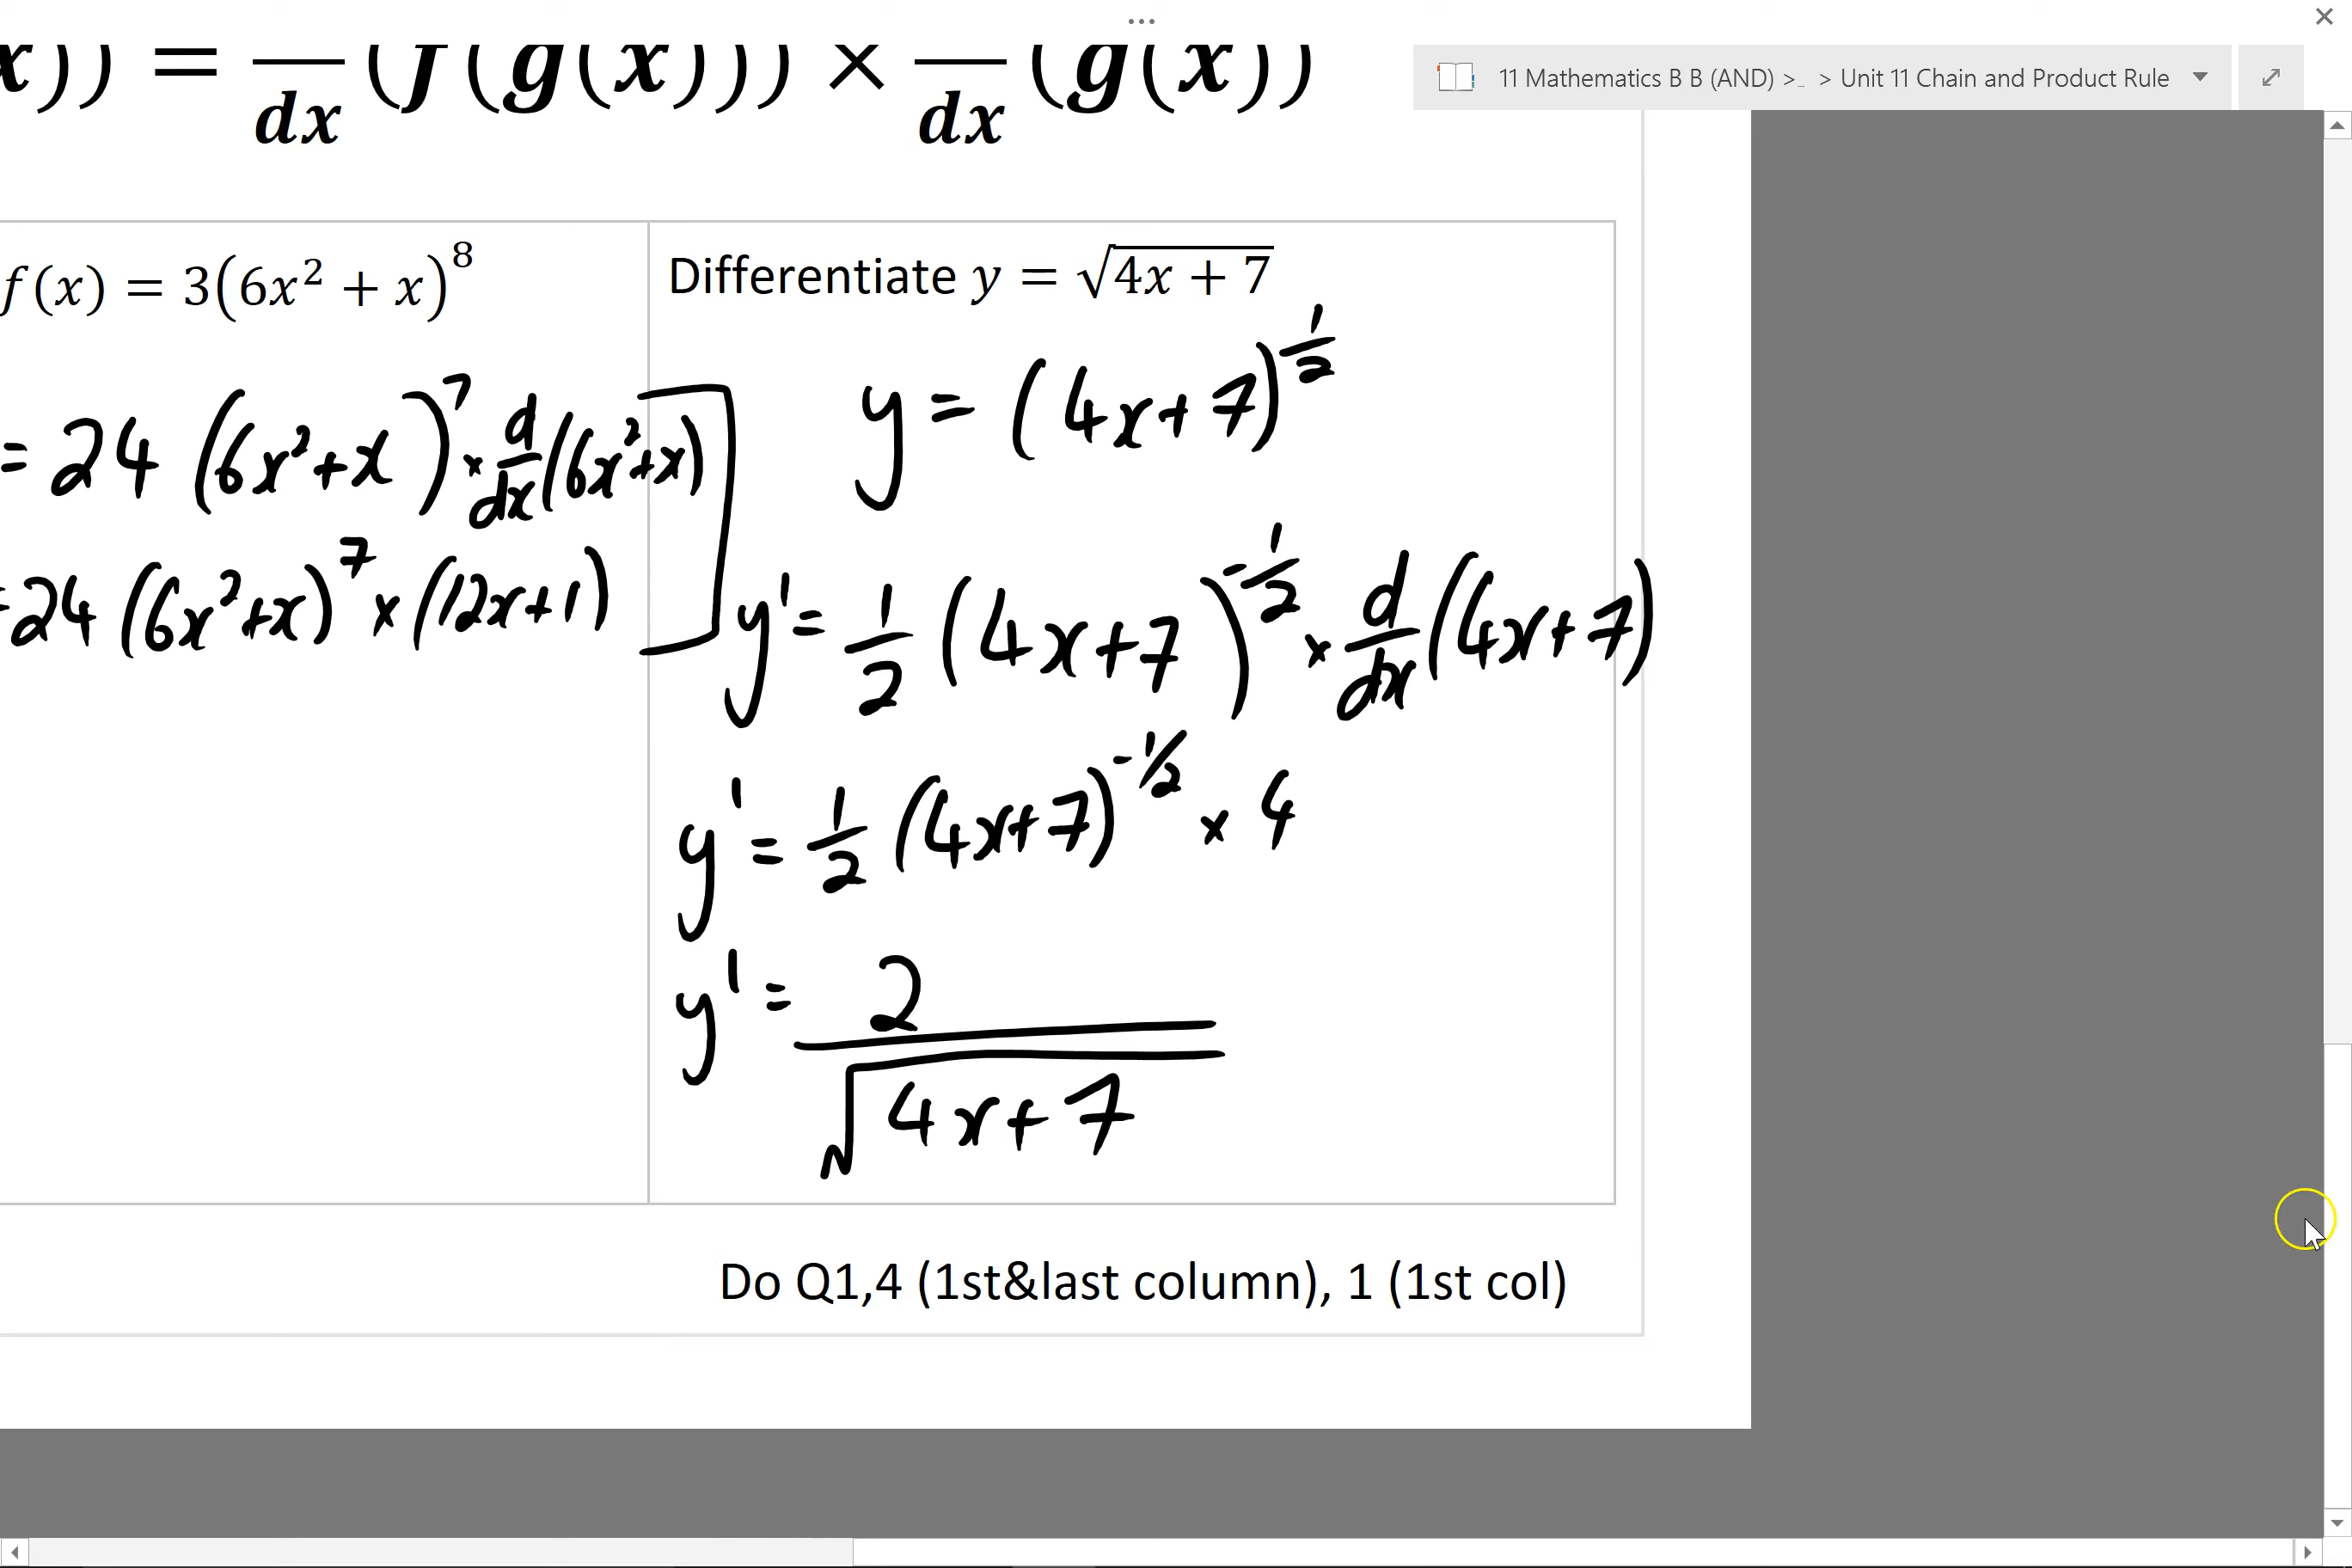 x)) = dx (f(g(x))) × dx (g(x))
11 Mathematics B B (AND) >... > Unit 11 Chain and Product Rule
f(x) = 3(6x² + x)⁸
= 24 (6x²+x)⁷ × d/dx (6x²+x)
=24 (6x²+x)⁷ × (12x+1)
Differentiate y = √(4x + 7)
y = (4x+7)^(1/2)
y' = 1/2 (4x+7)^(-1/2) × d/dx (4x+7)
y' = 1/2 (4x+7)^(-1/2) × 4
y' = 2/√(4x+7)
Do Q1,4 (1st&last column), 1 (1st col)